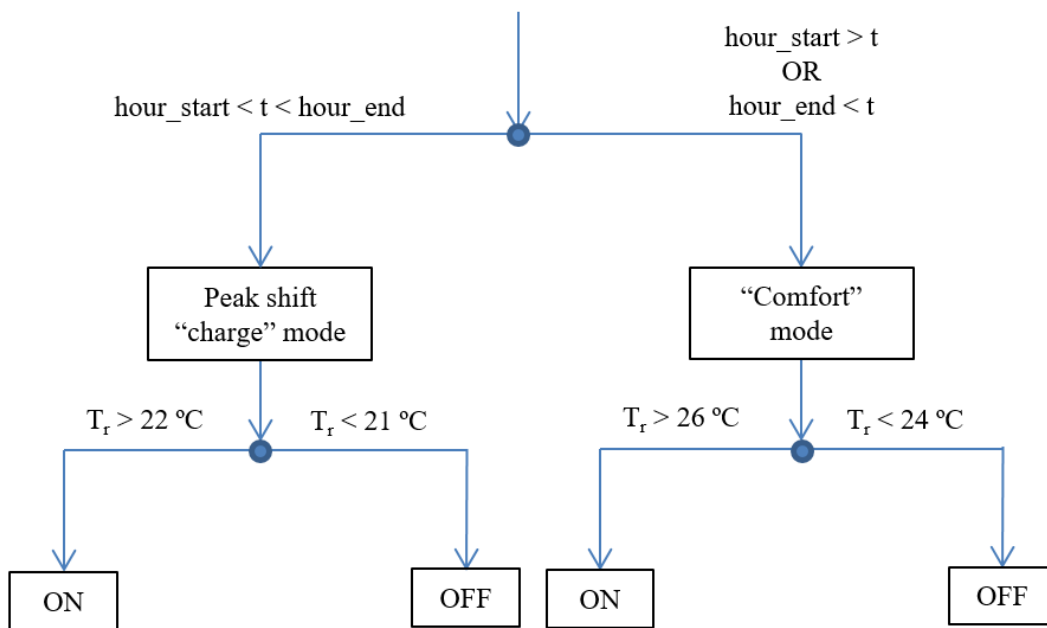 hour_start > t
OR
hour_end < t
hour_start < t < hour_end
Peak shift
“charge” mode
“Comfort”
mode
Tr > 22 ºC
Tr < 21 ºC
Tr > 26 ºC
Tr < 24 ºC
ON
OFF
ON
OFF